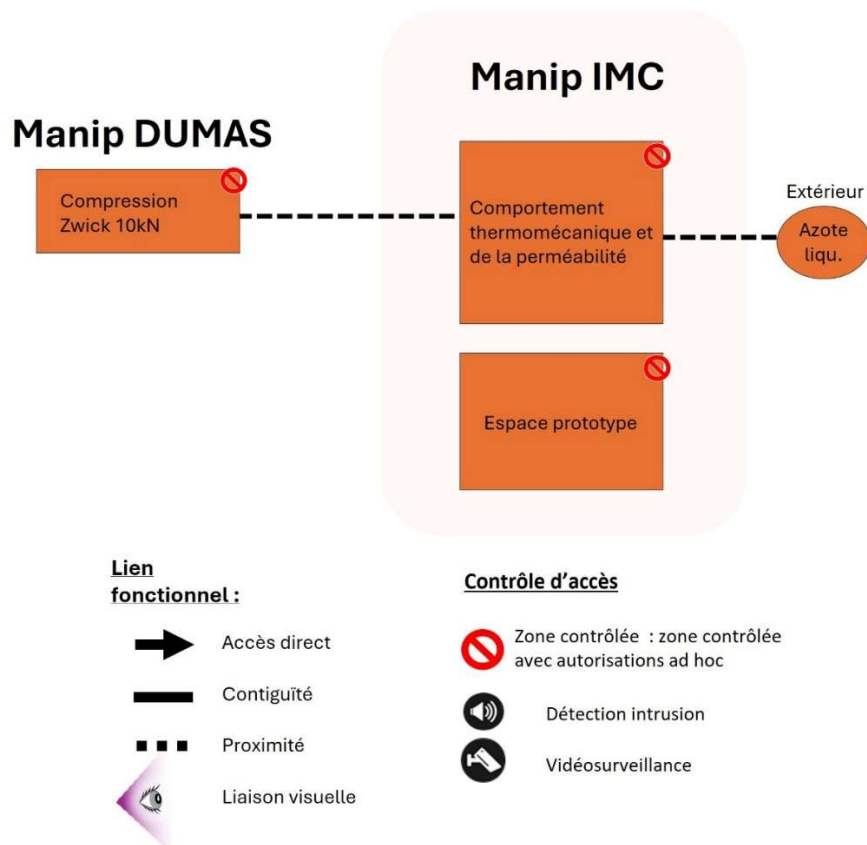 Manip IMC
Manip DUMAS
Compression
Zwick 10kN
Comportement
thermomécanique et
de la perméabilité
Extérieur
Azote
liqu.
Espace prototype
Lien
fonctionnel :
Accès direct
Contiguïté
Proximité
Liaison visuelle
Contrôle d’accès
Zone contrôlée : zone contrôlée
avec autorisations ad hoc
Détection intrusion
Vidéosurveillance